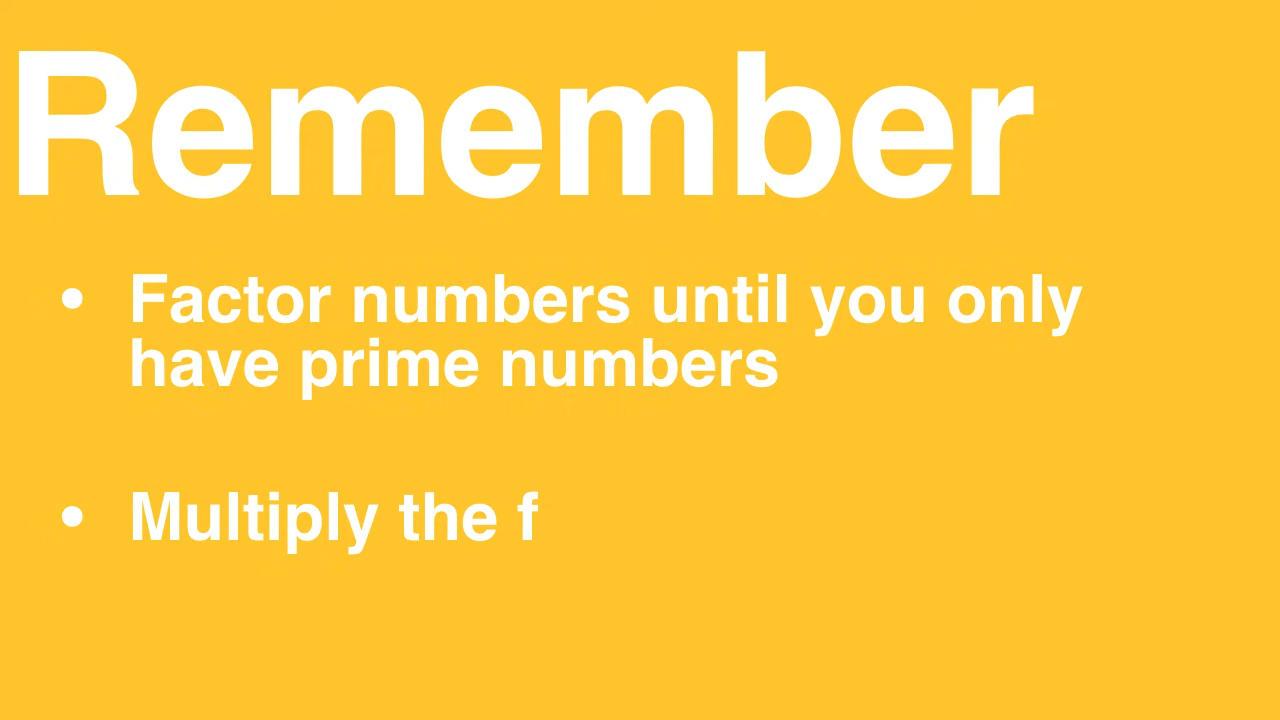 Remember
• Factor numbers until you only
have prime numbers
• Multiply the f